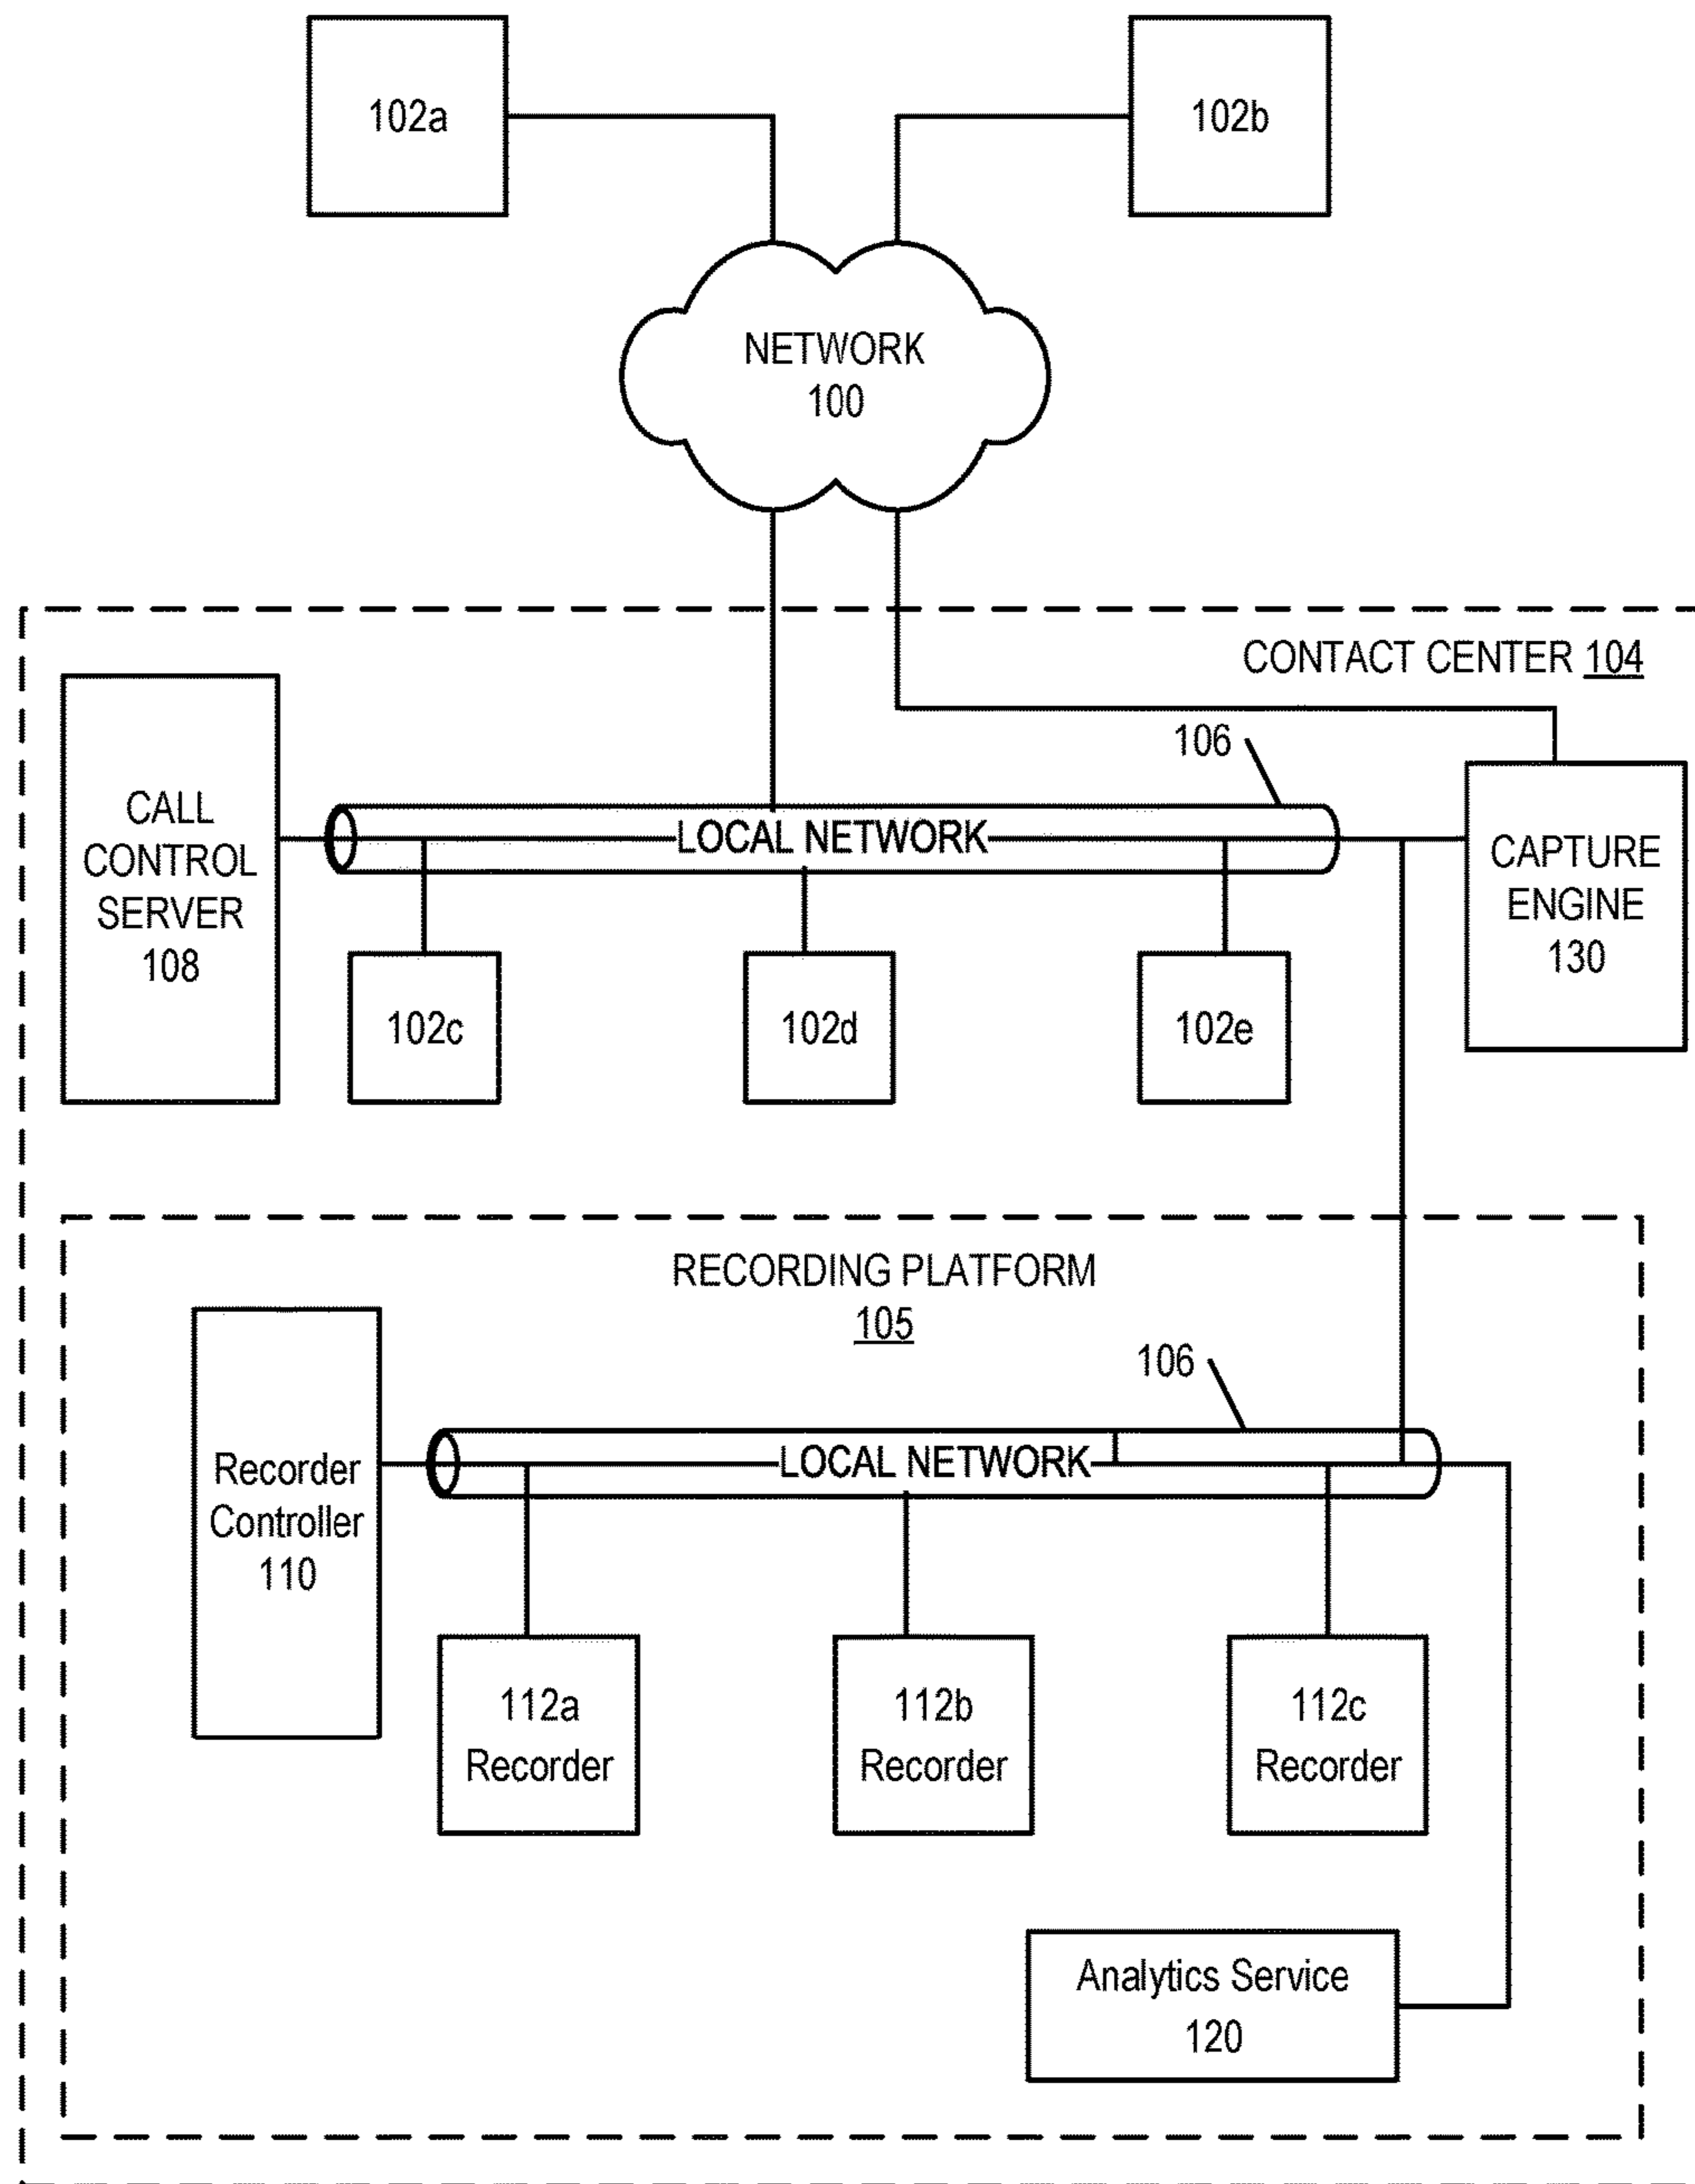 102a
102b
NETWORK
100
CONTACT CENTER 104
106
CALL
CONTROL
SERVER
108
LOCAL NETWORK
CAPTURE
ENGINE
130
102c
102d
102e
RECORDING PLATFORM
105
106
Recorder
Controller
110
LOCAL NETWORK
112a
Recorder
112b
Recorder
112c
Recorder
Analytics Service
120